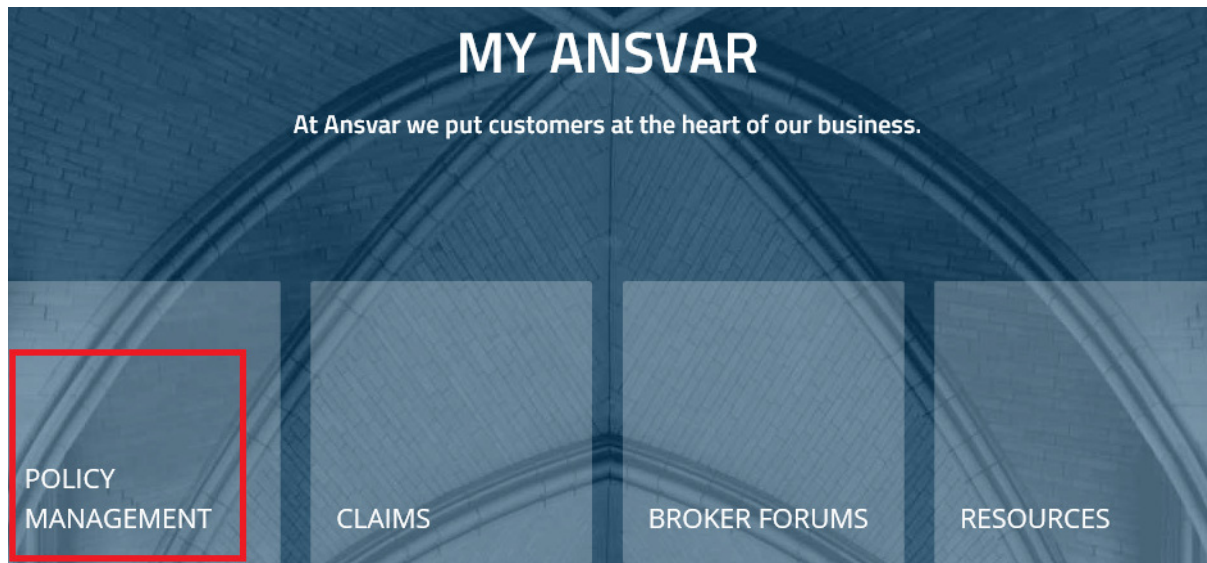 MY ANSVAR
At Ansvar we put customers at the heart of our business.
POLICY
MANAGEMENT
CLAIMS
BROKER FORUMS
RESOURCES